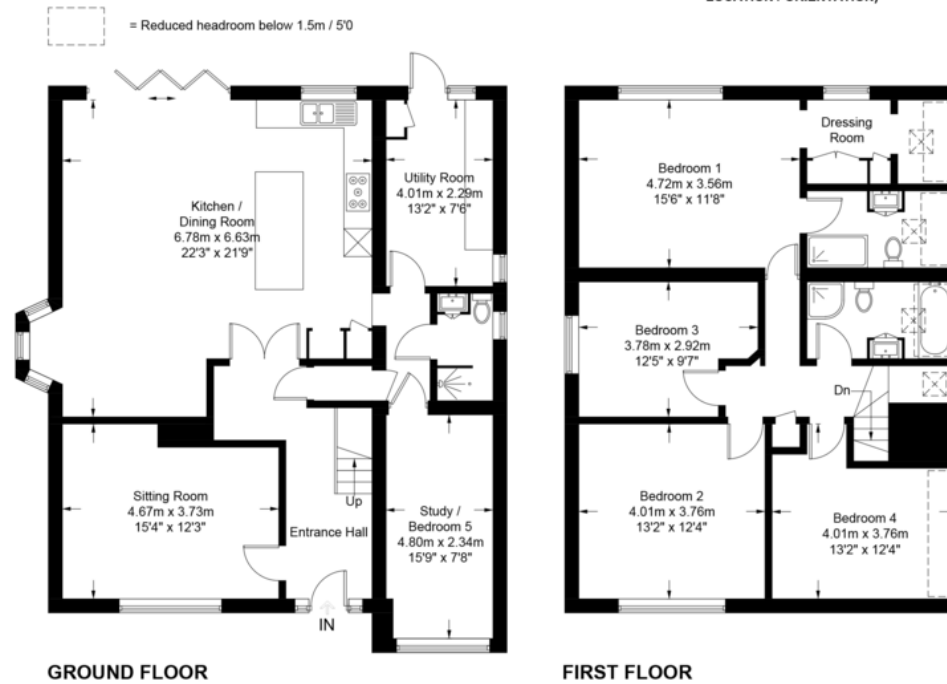 LOCATION / ORIENTATION,
= Reduced headroom below 1.5m / 5'0
Utility Room
4.01m x 2.29m
13'2" x 7'6"
Kitchen /
Dining Room
6.78m x 6.63m
22'3" x 21'9"
Sitting Room
4.67m x 3.73m
15'4" x 12'3"
Up
Entrance Hall
Study /
Bedroom 5
4.80m x 2.34m
15'9" x 7'8"
IN
GROUND FLOOR
Dressing
Room
Bedroom 1
4.72m x 3.56m
15'6" x 11'8"
Bedroom 3
3.78m x 2.92m
12'5" x 9'7"
Dn
Bedroom 2
4.01m x 3.76m
13'2" x 12'4"
Bedroom 4
4.01m x 3.76m
13'2" x 12'4"
FIRST FLOOR